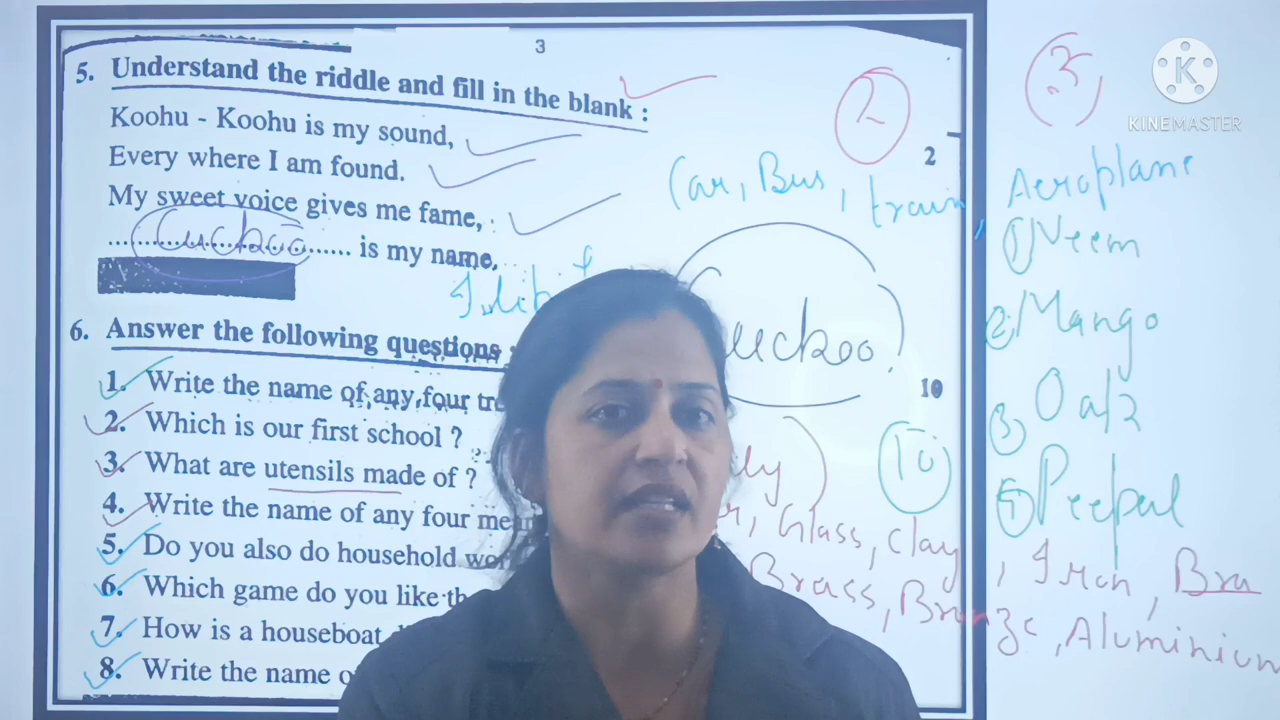 3
5. Understand the riddle and fill in the blank :
Koohu - Koohu is my sound,
2
Every where I am found.
My sweet voice gives me fame, :
....Cuckoo...... is my name.
6. Answer the following questions
10
1. Write the name of any four
2. Which is our first school ?
3. What are utensils made of ?
4. Write the name of any four
5. Do you also do household
6. Which game do you like
7. How is a houseboat
8. Write the name
2
3
KINEMASTER
Car, Bus, train, Aeroplane
① Neem
② Mango
③
④ Peepal
10
Glass, Clay, Iron, Bra
Brass, Bronze, Aluminium